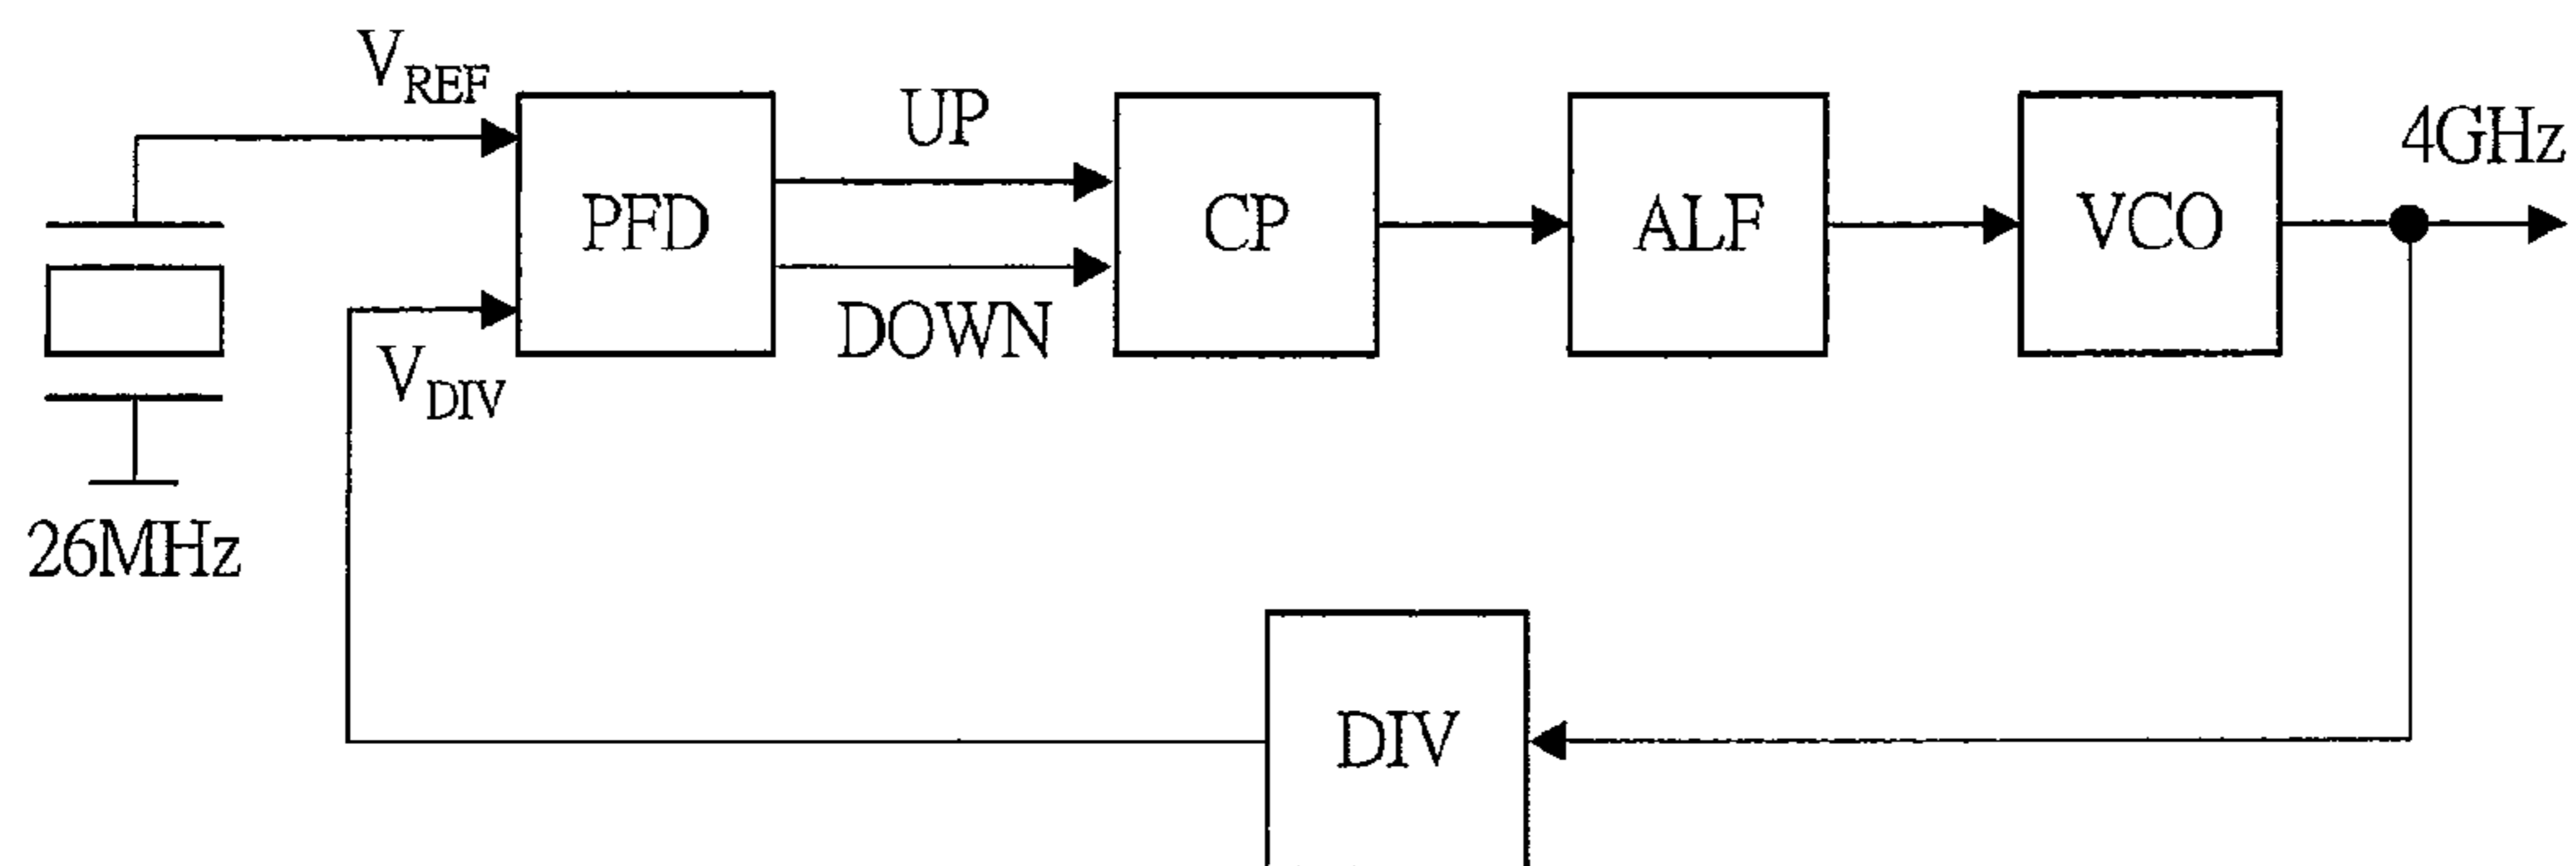 V_REF
UP
4GHz
PFD
CP
ALF
VCO
DOWN
V_DIV
26MHz
DIV